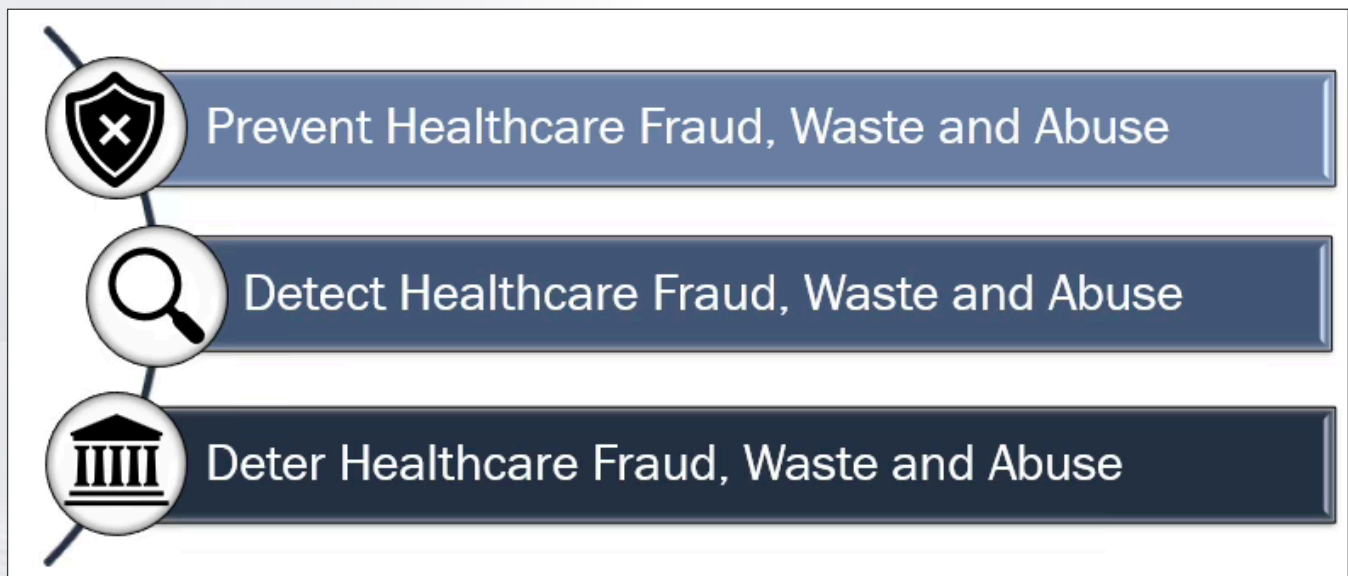 Prevent Healthcare Fraud, Waste and Abuse
Detect Healthcare Fraud, Waste and Abuse
Deter Healthcare Fraud, Waste and Abuse